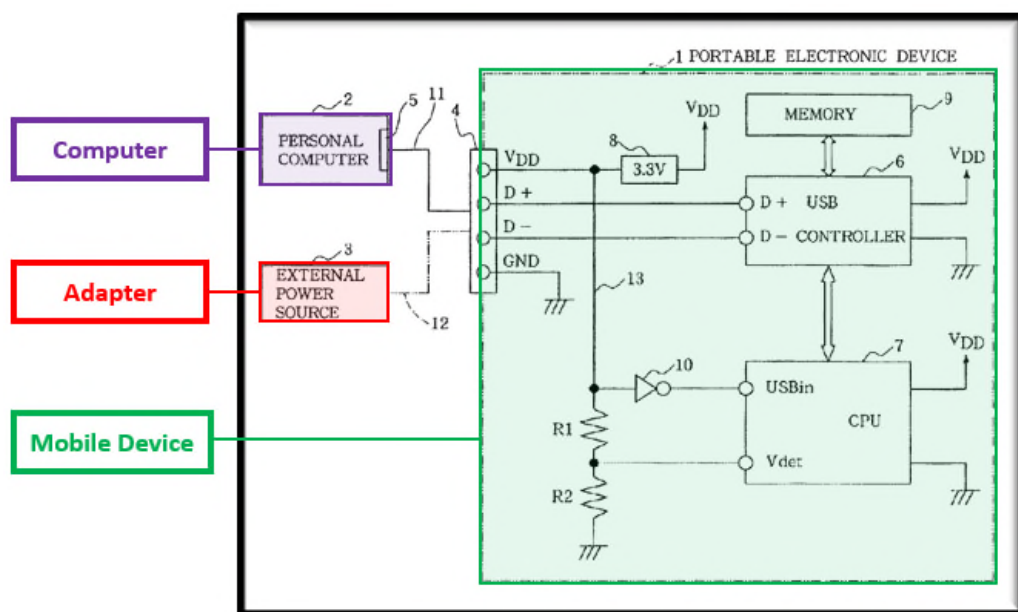 1 PORTABLE ELECTRONIC DEVICE
2
5
11
4
PERSONAL
COMPUTER
Computer
VDD
8
3.3V
VDD
MEMORY
9
D+
6
VDD
D+ USB
D-
D- CONTROLLER
GND
3
EXTERNAL
POWER
SOURCE
Adapter
12
13
7
VDD
10
USBin
CPU
Mobile Device
R1
Vdet
R2